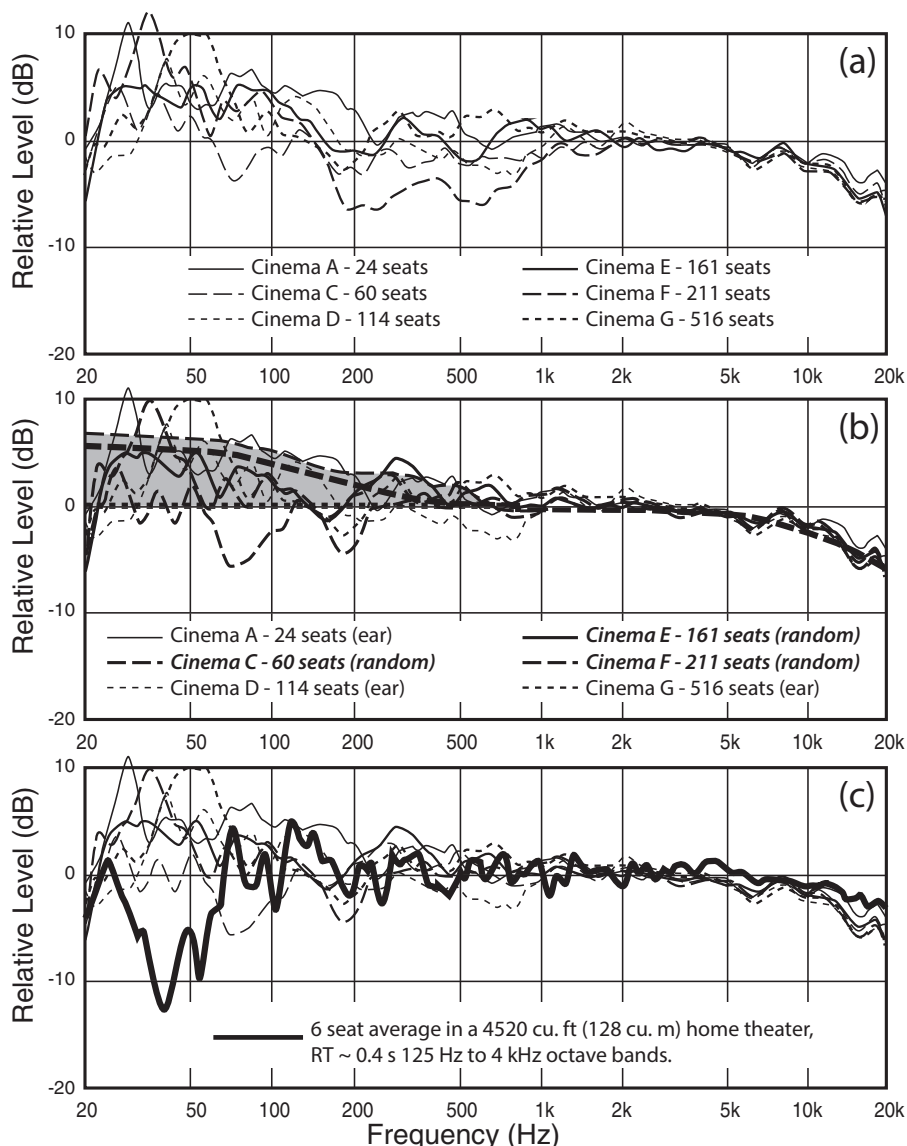 10
(a)
Relative Level (dB)
0
-10
Cinema A - 24 seats
Cinema E - 161 seats
Cinema C - 60 seats
Cinema F - 211 seats
Cinema D - 114 seats
Cinema G - 516 seats
-20
20 50 100 200 500 1k 2k 5k 10k 20k
10
(b)
Relative Level (dB)
0
-10
Cinema A - 24 seats (ear)
Cinema E - 161 seats (random)
Cinema C - 60 seats (random)
Cinema F - 211 seats (random)
Cinema D - 114 seats (ear)
Cinema G - 516 seats (ear)
-20
20 50 100 200 500 1k 2k 5k 10k 20k
10
(c)
Relative Level (dB)
0
-10
6 seat average in a 4520 cu. ft (128 cu. m) home theater,
RT ~ 0.4 s 125 Hz to 4 kHz octave bands.
-20
20 50 100 200 500 1k 2k 5k 10k 20k
Frequency (Hz)